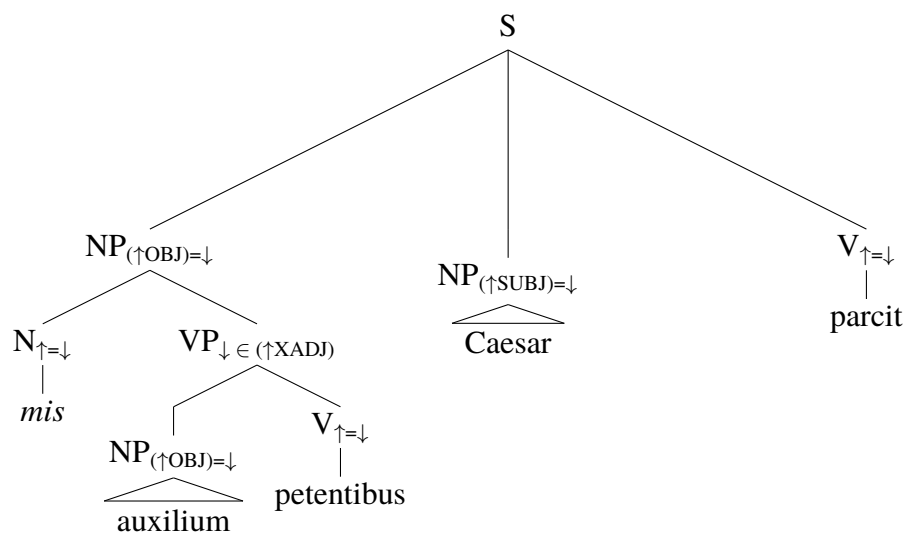 S
NP(↑OBJ)=↓
NP(↑SUBJ)=↓
V↑=↓
N↑=↓
VP↓ ∈ (↑XADJ)
Caesar
parcit
mis
NP(↑OBJ)=↓
V↑=↓
auxilium
petentibus